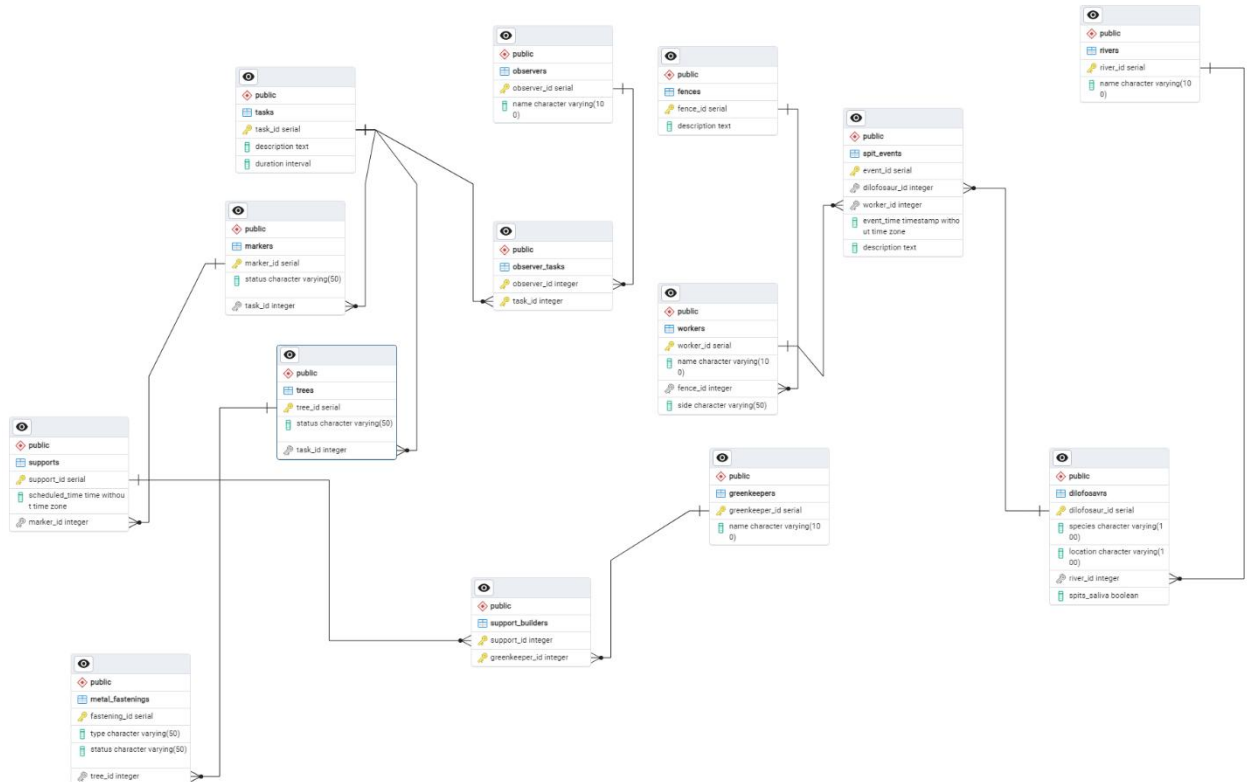 public
rivers
river_id serial
name character varying(10
0)
public
observers
observer_id serial
name character varying(10
0)
public
fences
fence_id serial
description text
public
tasks
task_id serial
description text
duration interval
public
spit_events
event_id serial
dilofosaur_id integer
worker_id integer
event_time timestamp witho
ut time zone
description text
public
markers
marker_id serial
status character varying(50)
task_id integer
public
observer_tasks
observer_id integer
task_id integer
public
workers
worker_id serial
name character varying(10
0)
fence_id integer
side character varying(50)
public
trees
tree_id serial
status character varying(50)
task_id integer
public
supports
support_id serial
scheduled_time time withou
t time zone
marker_id integer
public
greenkeepers
greenkeeper_id serial
name character varying(10
0)
public
dilofosavrs
dilofosaur_id serial
species character varying(1
00)
location character varying(1
00)
river_id integer
spits_saliva boolean
public
support_builders
support_id integer
greenkeeper_id integer
public
metal_fastenings
fastening_id serial
type character varying(50)
status character varying(50)
tree_id integer